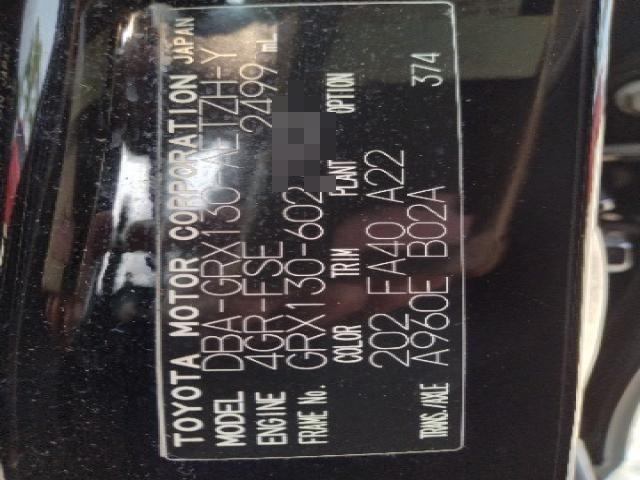 TOYOTA MOTOR CORPORATION JAPAN
MODEL DBA-GRX130-AETZH-Y
ENGINE 4GR-FSE 2499 mL
FRAME No. GRX130-602
COLOR TRIM PLANT OPTION
202 FA40 A22 374
TRANS./AXLE A960E B02A